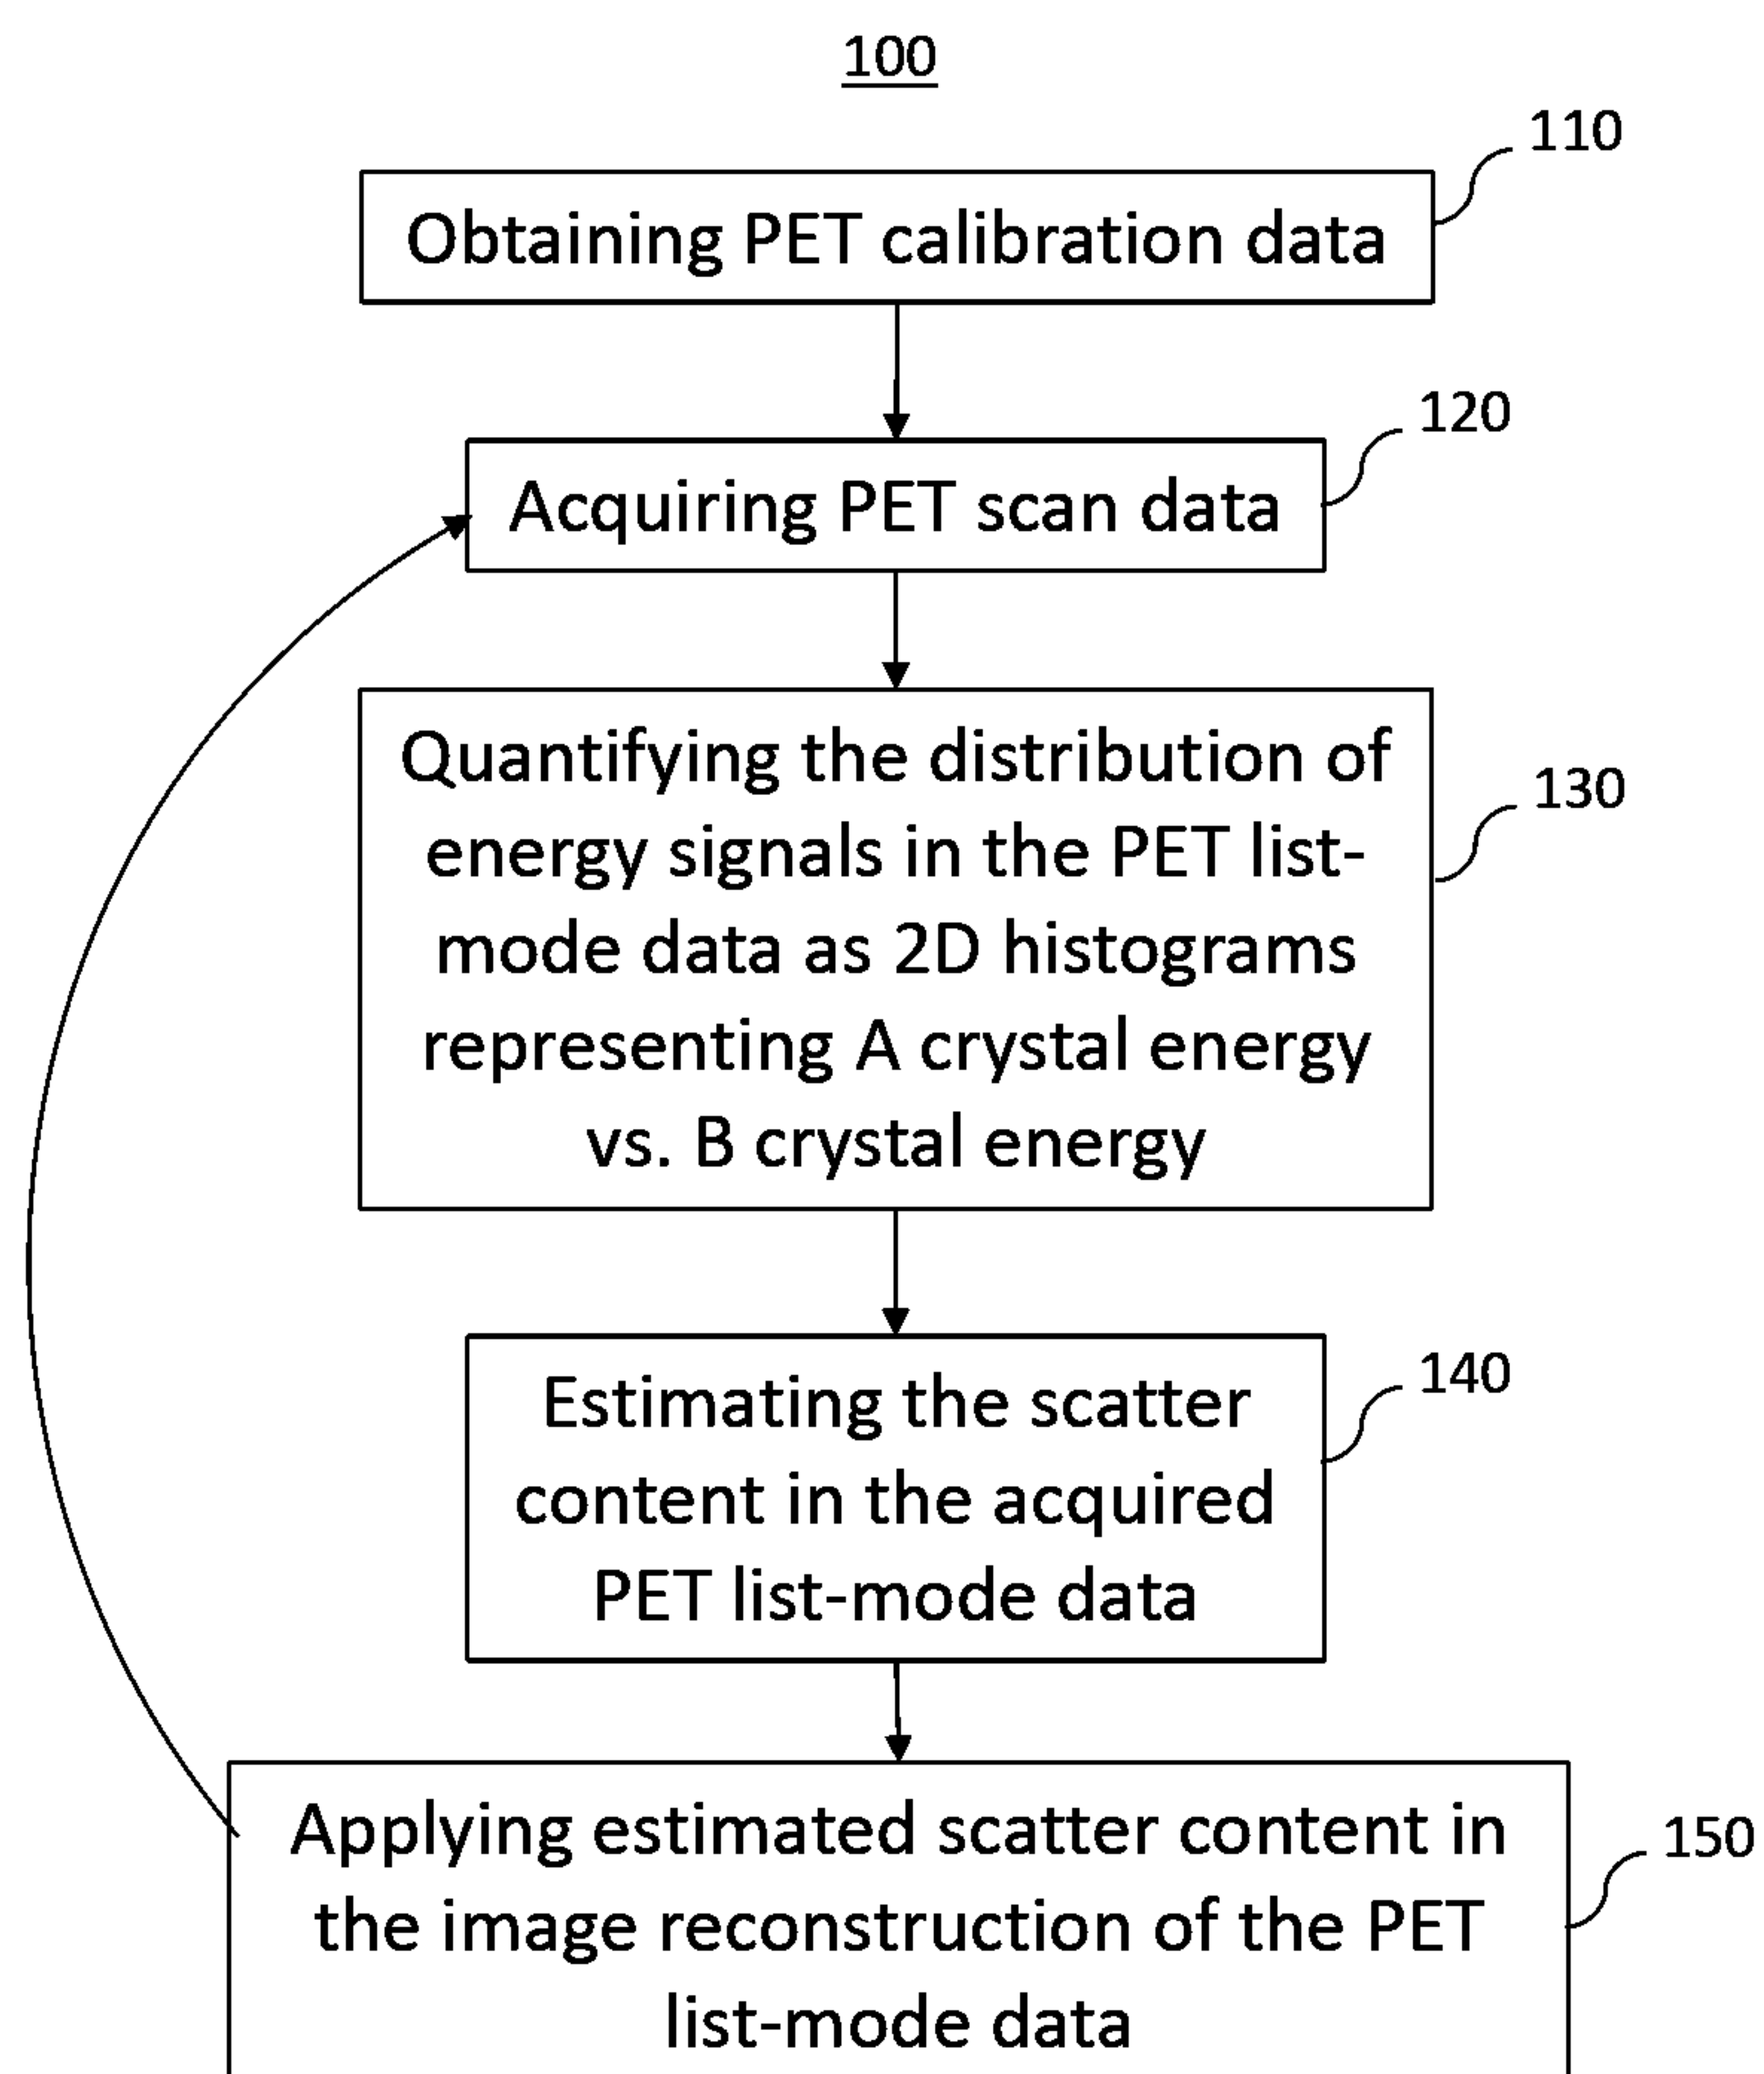 100
110
Obtaining PET calibration data
120
Acquiring PET scan data
130
Quantifying the distribution of
energy signals in the PET list-
mode data as 2D histograms
representing A crystal energy
vs. B crystal energy
140
Estimating the scatter
content in the acquired
PET list-mode data
150
Applying estimated scatter content in
the image reconstruction of the PET
list-mode data